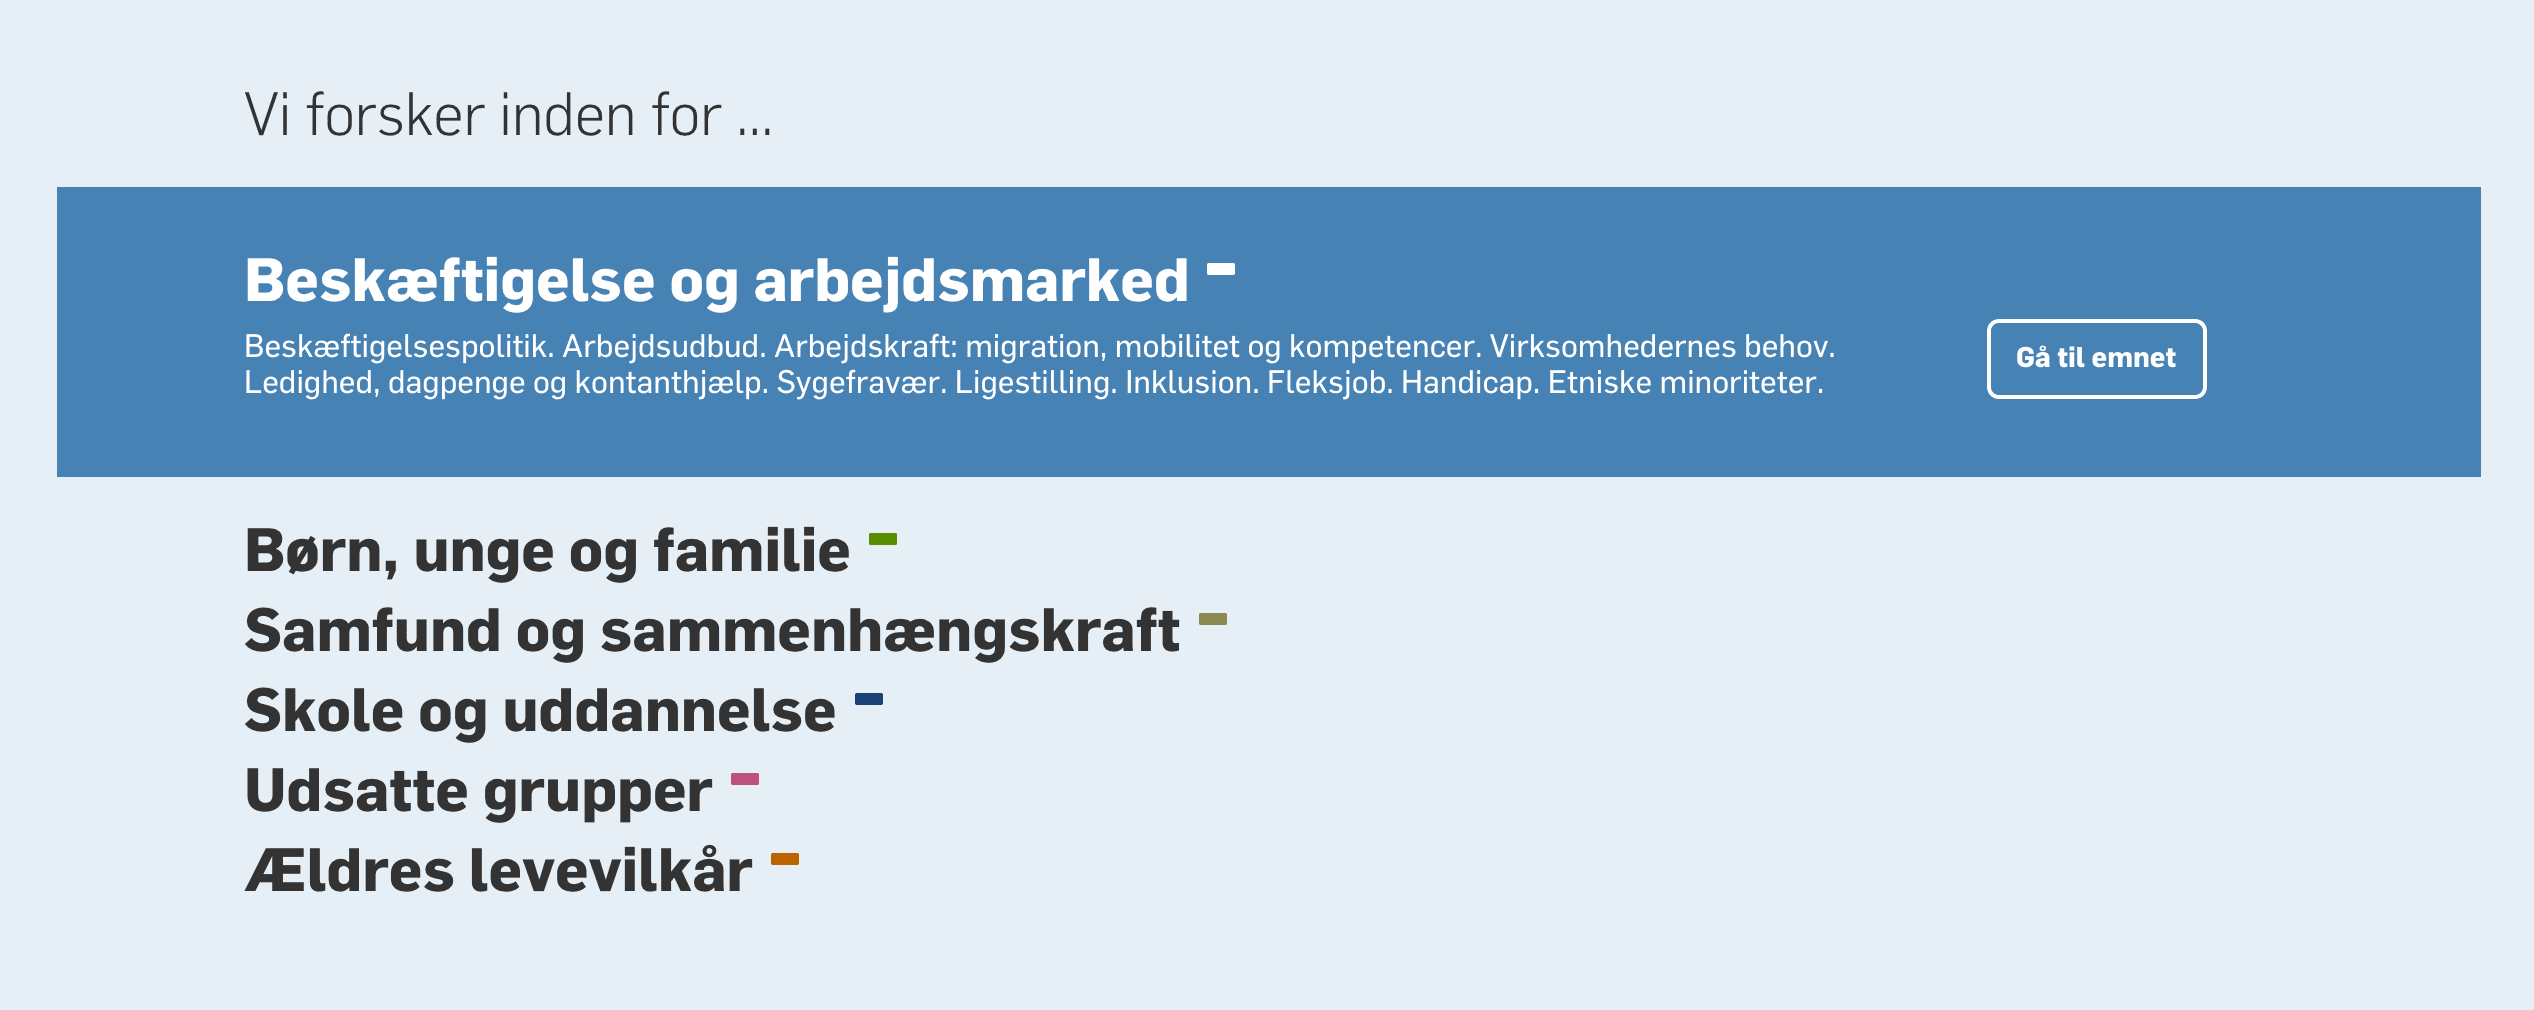 Vi forsker inden for ...
Beskæftigelse og arbejdsmarked
Beskæftigelsespolitik. Arbejdsudbud. Arbejdskraft: migration, mobilitet og kompetencer. Virksomhedernes behov.
Ledighed, dagpenge og kontanthjælp. Sygefravær. Ligestilling. Inklusion. Fleksjob. Handicap. Etniske minoriteter.
Gå til emnet
Børn, unge og familie
Samfund og sammenhængskraft
Skole og uddannelse
Udsatte grupper
Ældres levevilkår